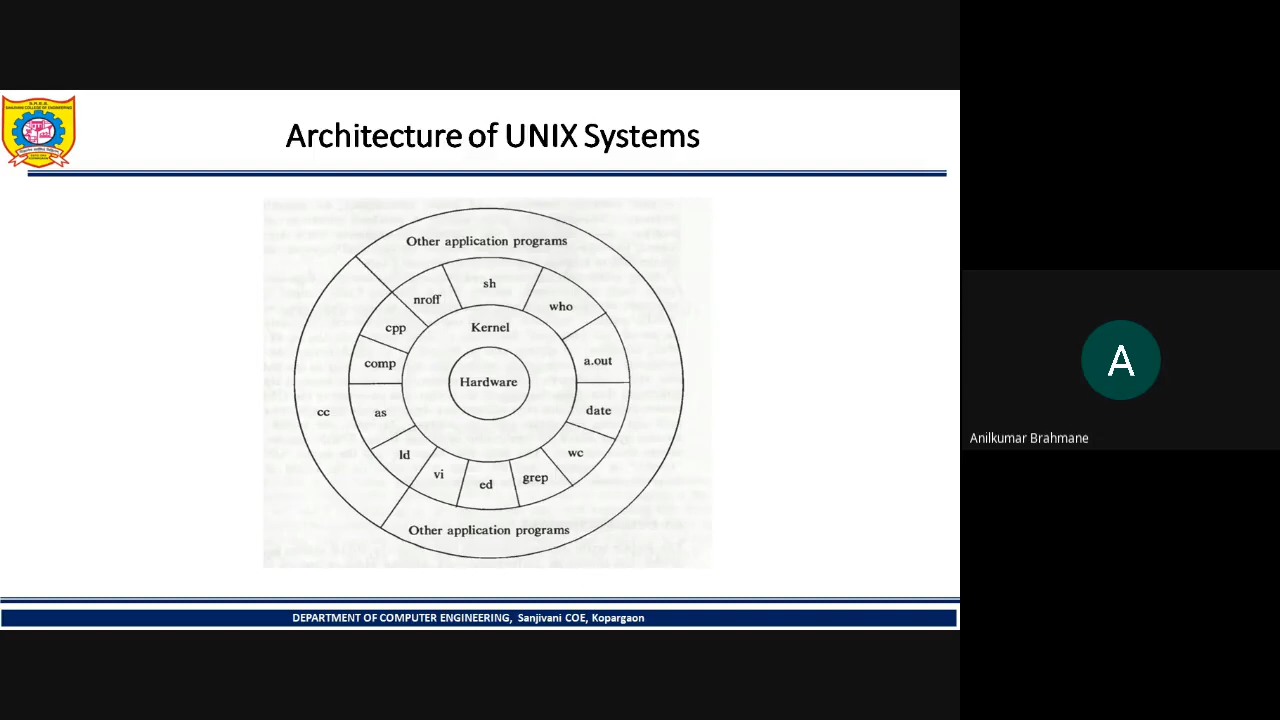 Architecture of UNIX Systems
Other application programs
sh
nroff
who
cpp
Kernel
comp
a.out
Hardware
cc
as
date
ld
wc
vi
ed
grep
Other application programs
A
Anilkumar Brahmane
DEPARTMENT OF COMPUTER ENGINEERING, Sanjivani COE, Kopargaon